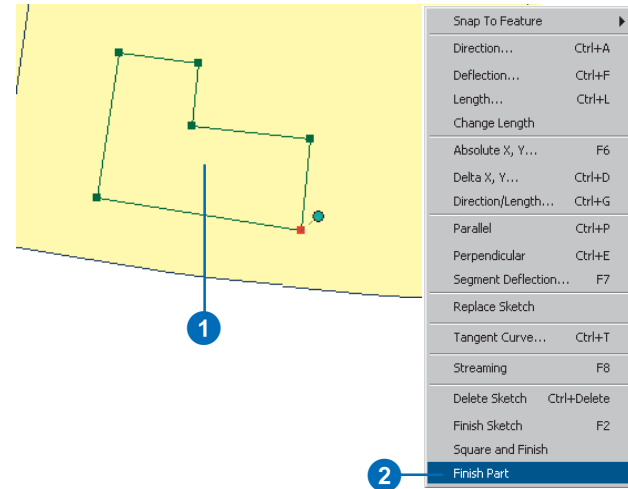 Snap To Feature
Direction... Ctrl+A
Deflection... Ctrl+F
Length... Ctrl+L
Change Length
Absolute X, Y... F6
Delta X, Y... Ctrl+D
Direction/Length... Ctrl+G
Parallel Ctrl+P
Perpendicular Ctrl+E
Segment Deflection... F7
Replace Sketch
Tangent Curve... Ctrl+T
Streaming F8
Delete Sketch Ctrl+Delete
Finish Sketch F2
Square and Finish
Finish Part
1
2